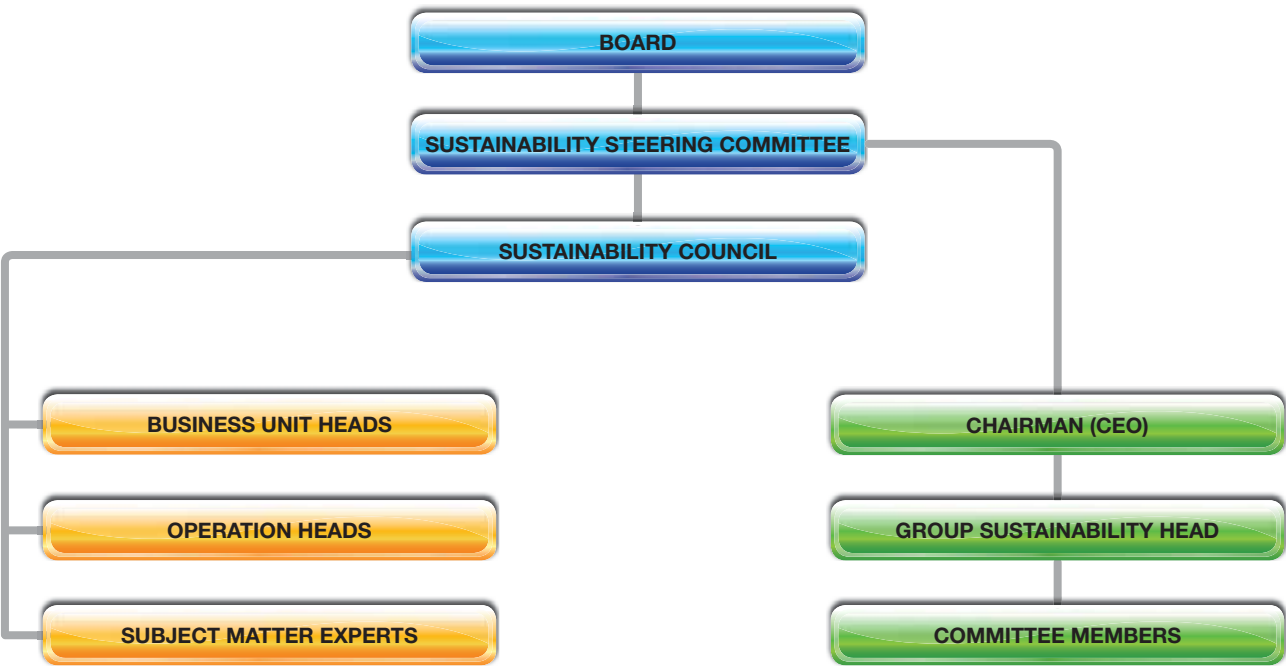 BOARD
SUSTAINABILITY STEERING COMMITTEE
SUSTAINABILITY COUNCIL
BUSINESS UNIT HEADS
OPERATION HEADS
SUBJECT MATTER EXPERTS
CHAIRMAN (CEO)
GROUP SUSTAINABILITY HEAD
COMMITTEE MEMBERS